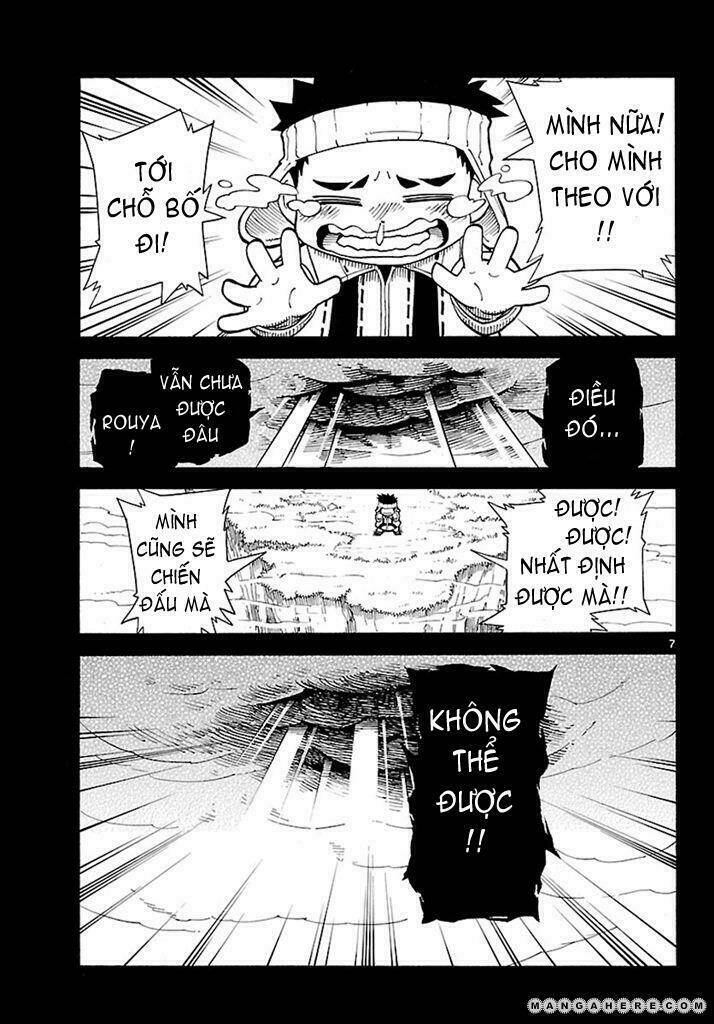 MÌNH NỮA!
CHO MÌNH
THEO VỚI
!!
TỚI
CHỖ BỐ
ĐI!
ĐIỀU
ĐÓ...
VẪN CHƯA
ĐƯỢC
ĐÂU
ROUYA
!
ĐƯỢC!
ĐƯỢC!
NHẤT ĐỊNH
ĐƯỢC MÀ!!
MÌNH
CŨNG SẼ
CHIẾN
ĐẤU MÀ
7
KHÔNG
THỂ
ĐƯỢC
!!
MANGAHERE.COM